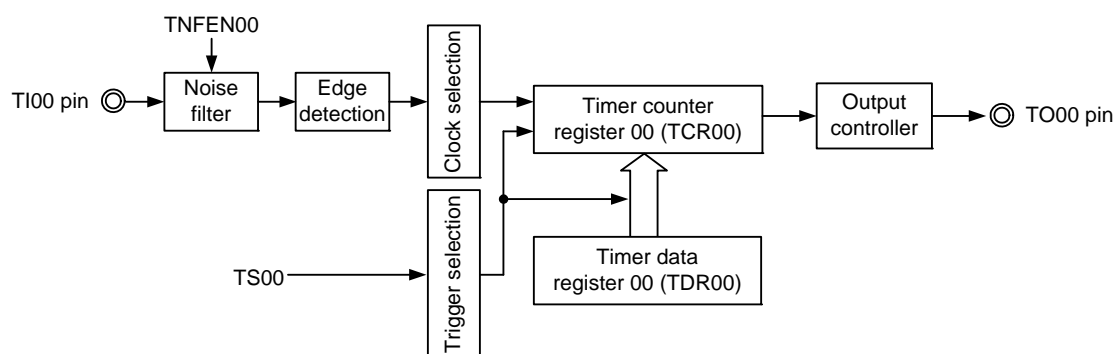 TNFEN00
TI00 pin
Noise
filter
Edge
detection
Clock selection
Timer counter
register 00 (TCR00)
Output
controller
TO00 pin
TS00
Trigger selection
Timer data
register 00 (TDR00)